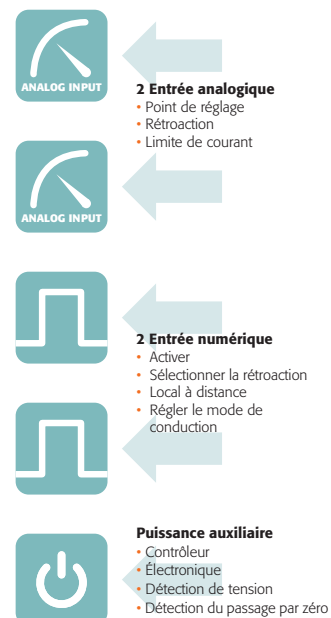 ANALOG INPUT
2 Entrée analogique
• Point de réglage
• Rétroaction
• Limite de courant
ANALOG INPUT
2 Entrée numérique
• Activer
• Sélectionner la rétroaction
• Local à distance
• Régler le mode de
conduction
Puissance auxiliaire
• Contrôleur
• Électronique
• Détection de tension
• Détection du passage par zéro